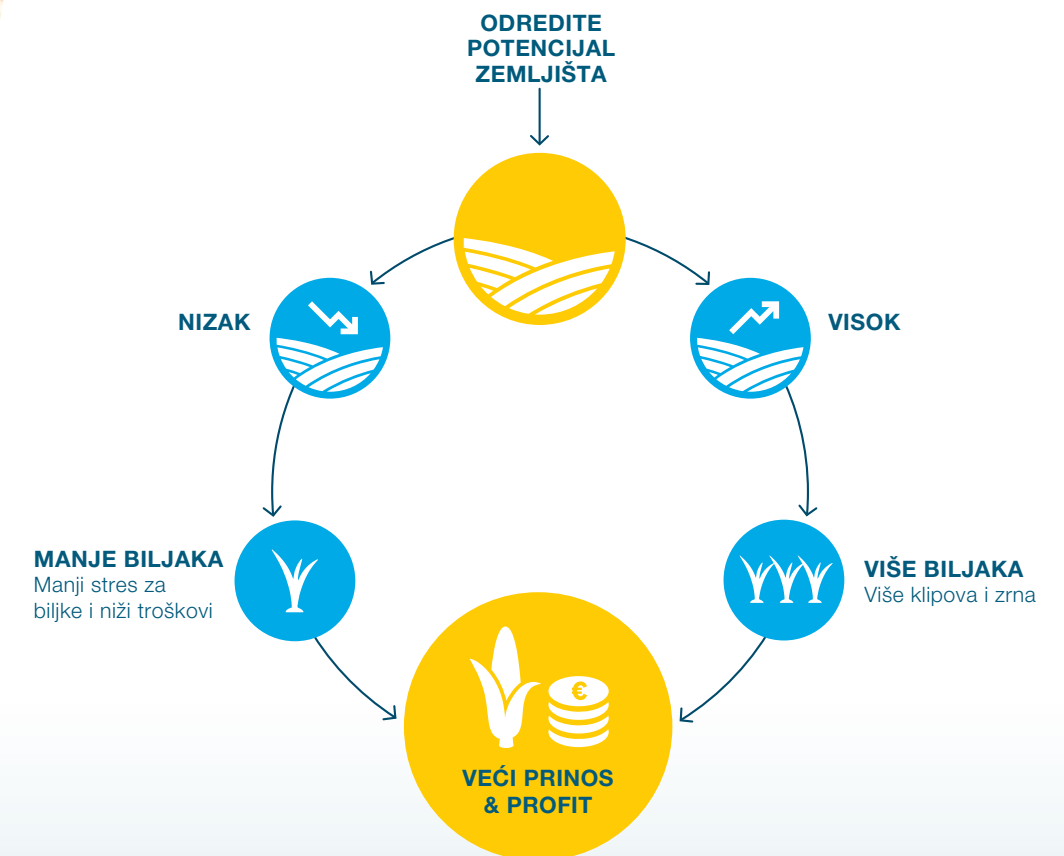 ODREDITE
POTENCIJAL
ZEMLJIŠTA
NIZAK
VISOK
MANJE BILJAKA
Manji stres za
biljke i niži troškovi
VIŠE BILJAKA
Više klipova i zrna
€
VEĆI PRINOS
& PROFIT